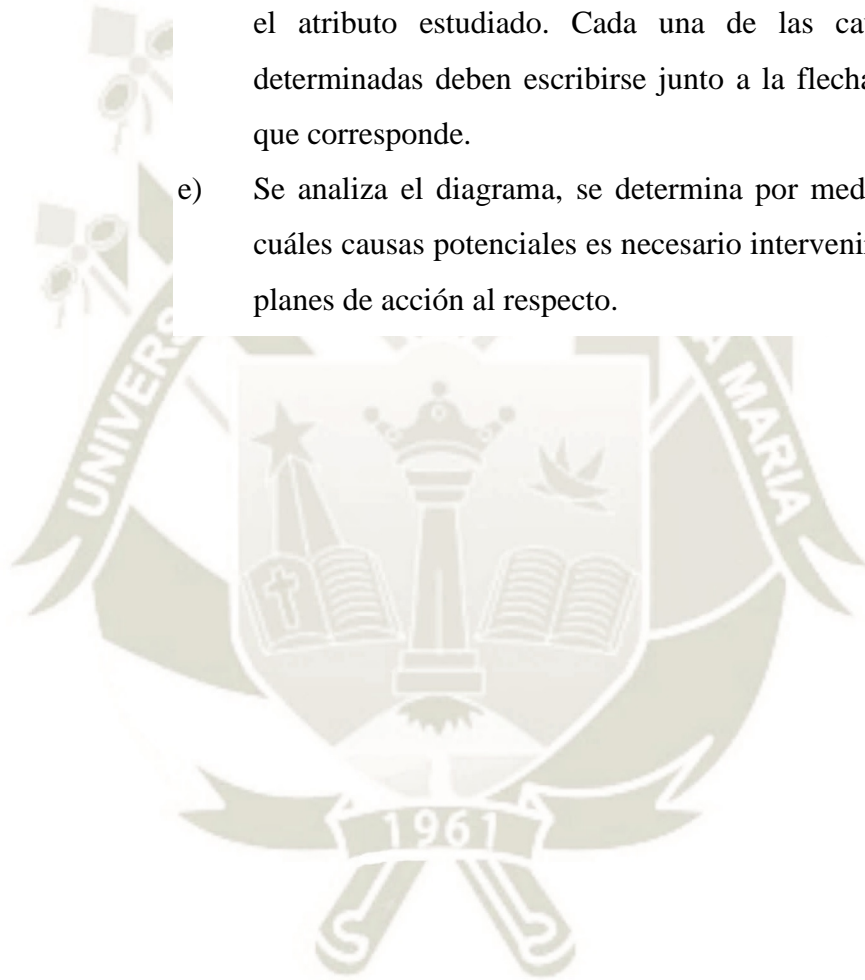 el atributo estudiado. Cada una de las
determinadas deben escribirse junto a la
que corresponde.
e) Se analiza el diagrama, se determina por
cuáles causas potenciales es necesario
planes de acción al respecto.
MARIA
1961